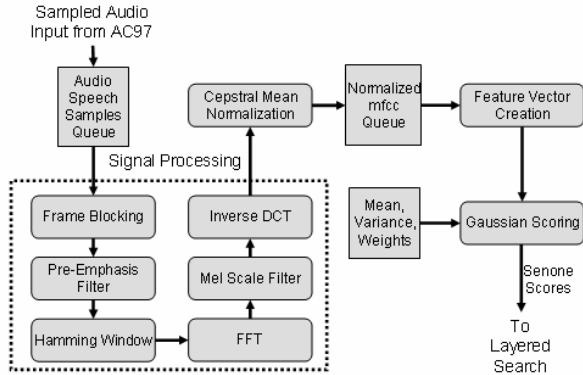 Sampled Audio
Input from AC97
Audio
Speech
Samples
Queue
Signal Processing
Frame Blocking
Pre-Emphasis
Filter
Hamming Window
FFT
Mel Scale Filter
Inverse DCT
Cepstral Mean
Normalization
Normalized
mfcc
Queue
Feature Vector
Creation
Mean,
Variance,
Weights
Gaussian Scoring
Senone
Scores
To
Layered
Search